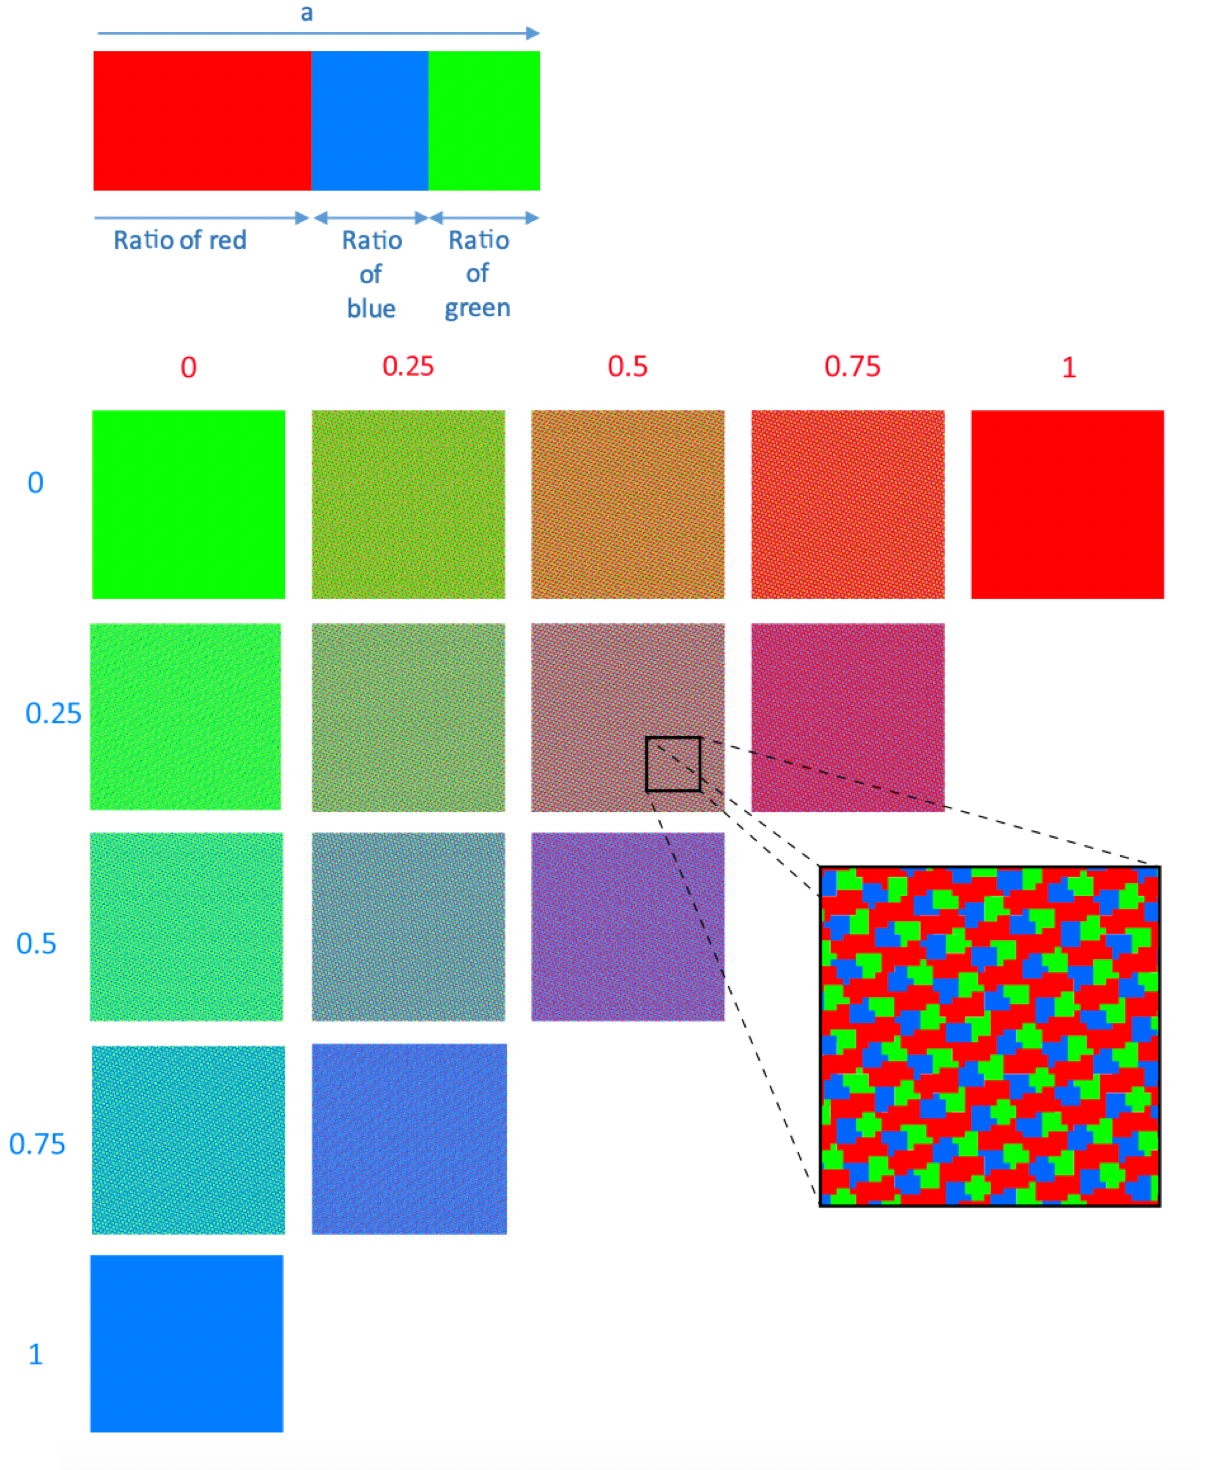 a
Ratio of red
Ratio
of
blue
Ratio
of
green
0 0.25 0.5 0.75 1
0
0.25
0.5
0.75
1